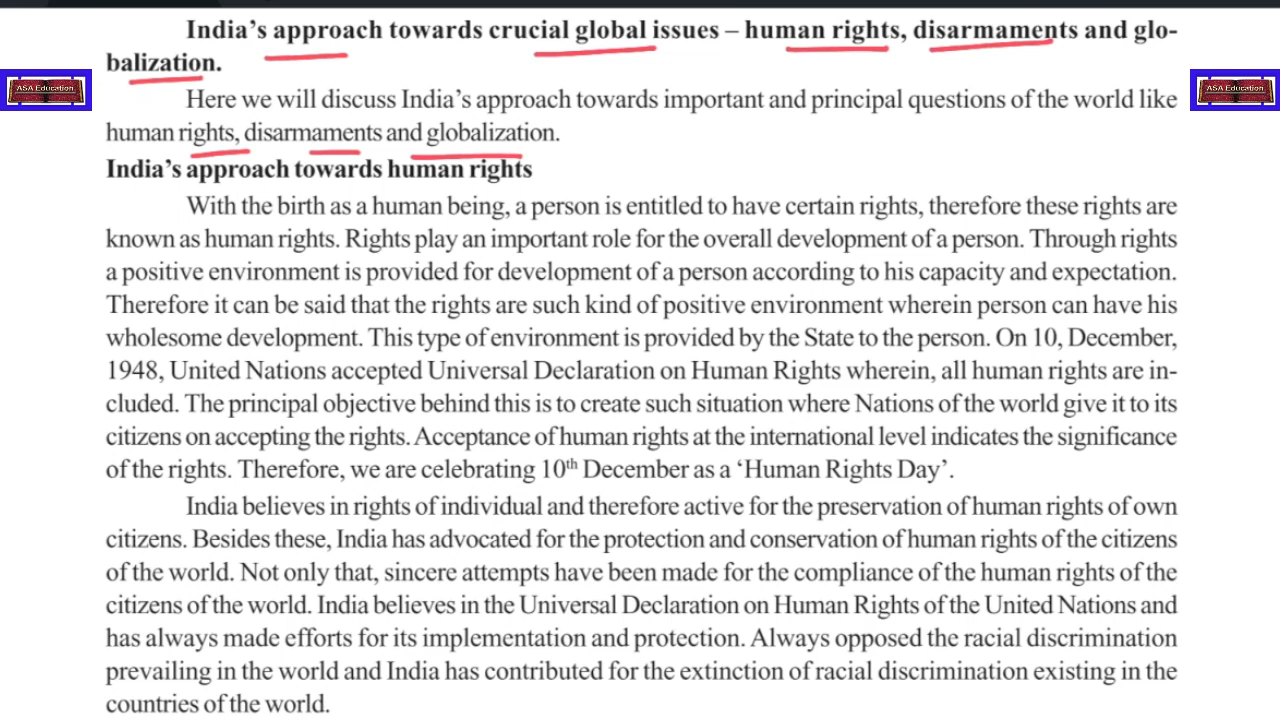 India’s approach towards crucial global issues – human rights, disarmaments and glo-
balization.
ASA Education
ASA Education
Here we will discuss India’s approach towards important and principal questions of the world like
human rights, disarmaments and globalization.
India’s approach towards human rights
With the birth as a human being, a person is entitled to have certain rights, therefore these rights are
known as human rights. Rights play an important role for the overall development of a person. Through rights
a positive environment is provided for development of a person according to his capacity and expectation.
Therefore it can be said that the rights are such kind of positive environment wherein person can have his
wholesome development. This type of environment is provided by the State to the person. On 10, December,
1948, United Nations accepted Universal Declaration on Human Rights wherein, all human rights are in-
cluded. The principal objective behind this is to create such situation where Nations of the world give it to its
citizens on accepting the rights. Acceptance of human rights at the international level indicates the significance
of the rights. Therefore, we are celebrating 10th December as a ‘Human Rights Day’.
India believes in rights of individual and therefore active for the preservation of human rights of own
citizens. Besides these, India has advocated for the protection and conservation of human rights of the citizens
of the world. Not only that, sincere attempts have been made for the compliance of the human rights of the
citizens of the world. India believes in the Universal Declaration on Human Rights of the United Nations and
has always made efforts for its implementation and protection. Always opposed the racial discrimination
prevailing in the world and India has contributed for the extinction of racial discrimination existing in the
countries of the world.